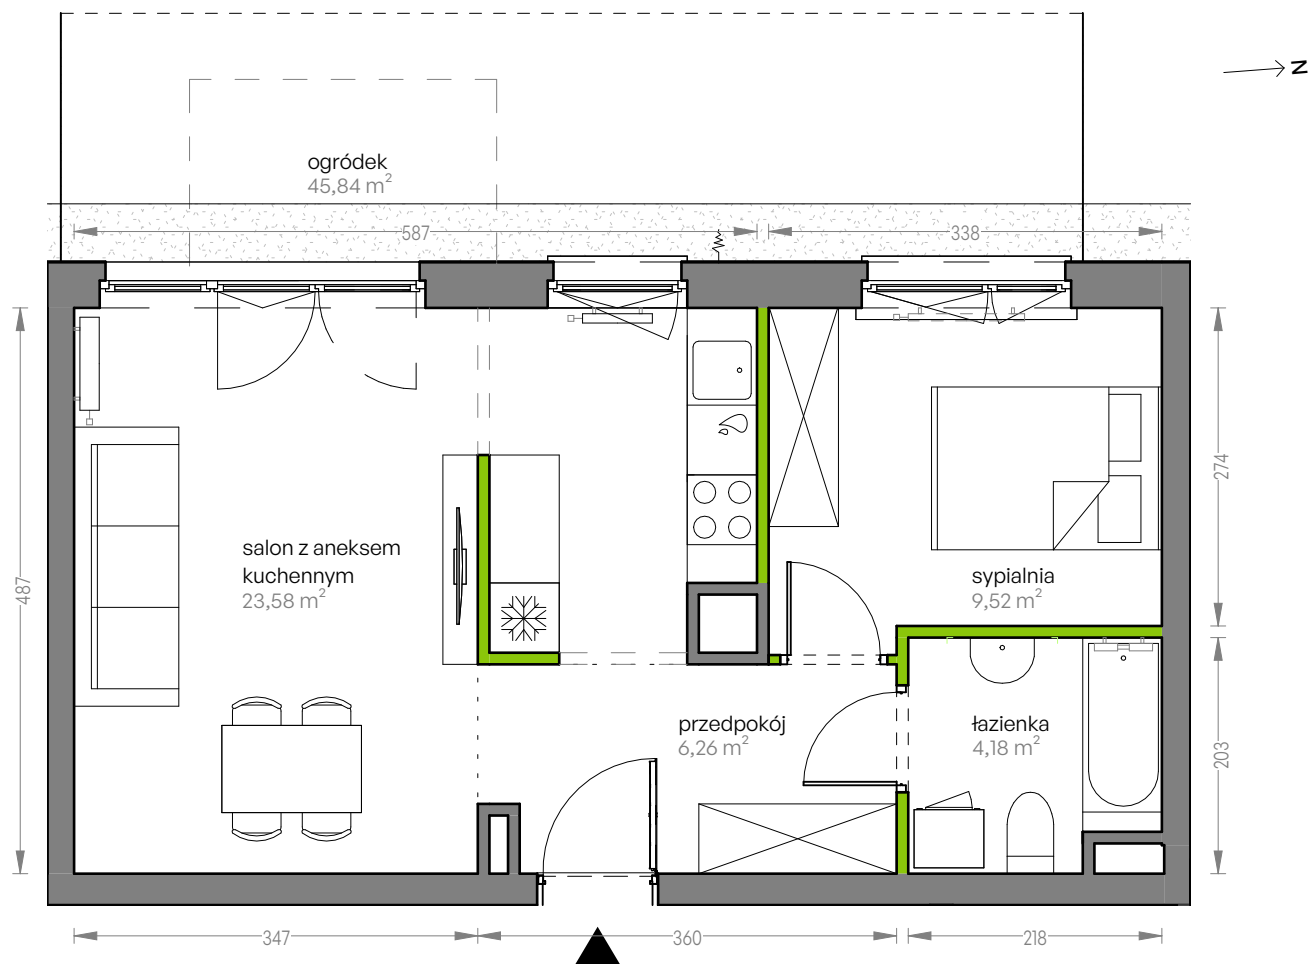 N
ogródek
45,84 m²
587
338
487
274
salon z aneksem
kuchennym
23,58 m²
sypialnia
9,52 m²
przedpokój
6,26 m²
łazienka
4,18 m²
203
347
360
218